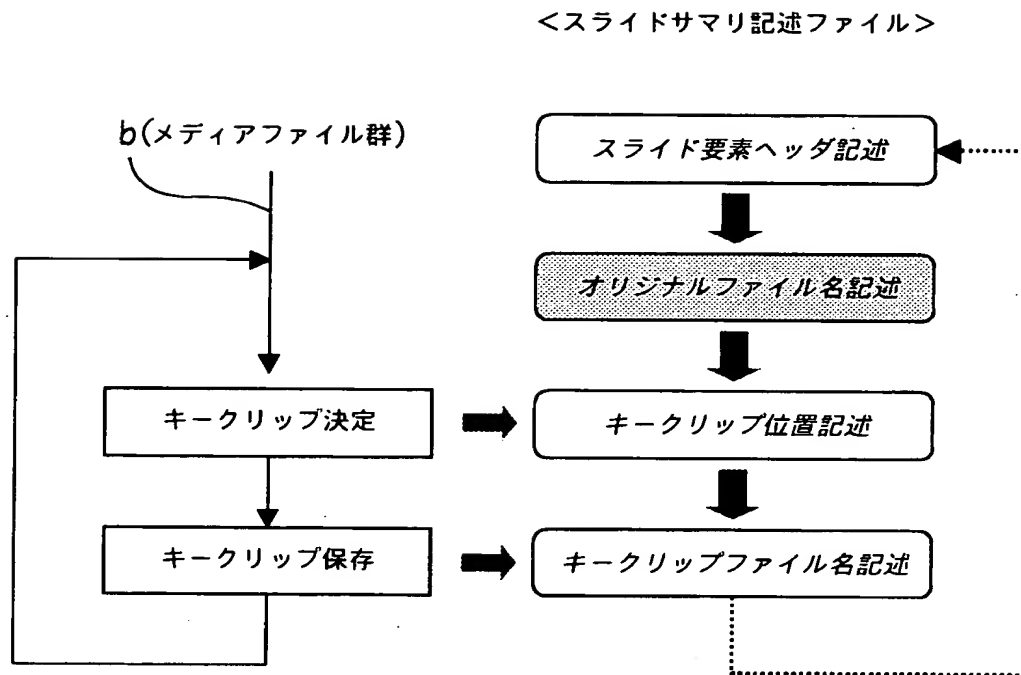 ＜スライドサマリ記述ファイル＞
b(メディアファイル群)
スライド要素ヘッダ記述
オリジナルファイル名記述
キークリップ決定
キークリップ位置記述
キークリップ保存
キークリップファイル名記述